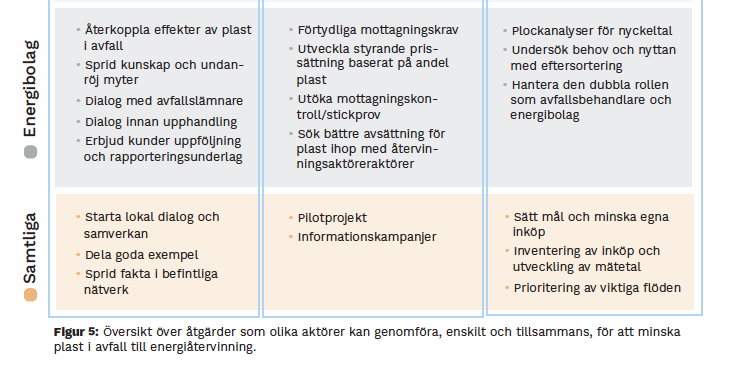 Energibolag
• Återkoppla effekter av plast
i avfall
• Sprid kunskap och undan-
röj myter
• Dialog med avfallslämnare
• Dialog innan upphandling
• Erbjud kunder uppföljning
och rapporteringsunderlag
• Förtydliga mottagningskrav
• Utveckla styrande pris-
sättning baserat på andel
plast
• Utöka mottagningskon-
troll/stickprov
• Sök bättre avsättning för
plast ihop med återvin-
ningsaktöreraktörer
• Plockanalyser för nyckeltal
• Undersök behov och nyttan
med eftersortering
• Hantera den dubbla rollen
som avfallsbehandlare och
energibolag
Samtliga
• Starta lokal dialog och
samverkan
• Dela goda exempel
• Sprid fakta i befintliga
nätverk
• Pilotprojekt
• Informationskampanjer
• Sätt mål och minska egna
inköp
• Inventering av inköp och
utveckling av mätetal
• Prioritering av viktiga flöden
Figur 5: Översikt över åtgärder som olika aktörer kan genomföra, enskilt och tillsammans, för att minska
plast i avfall till energiåtervinning.